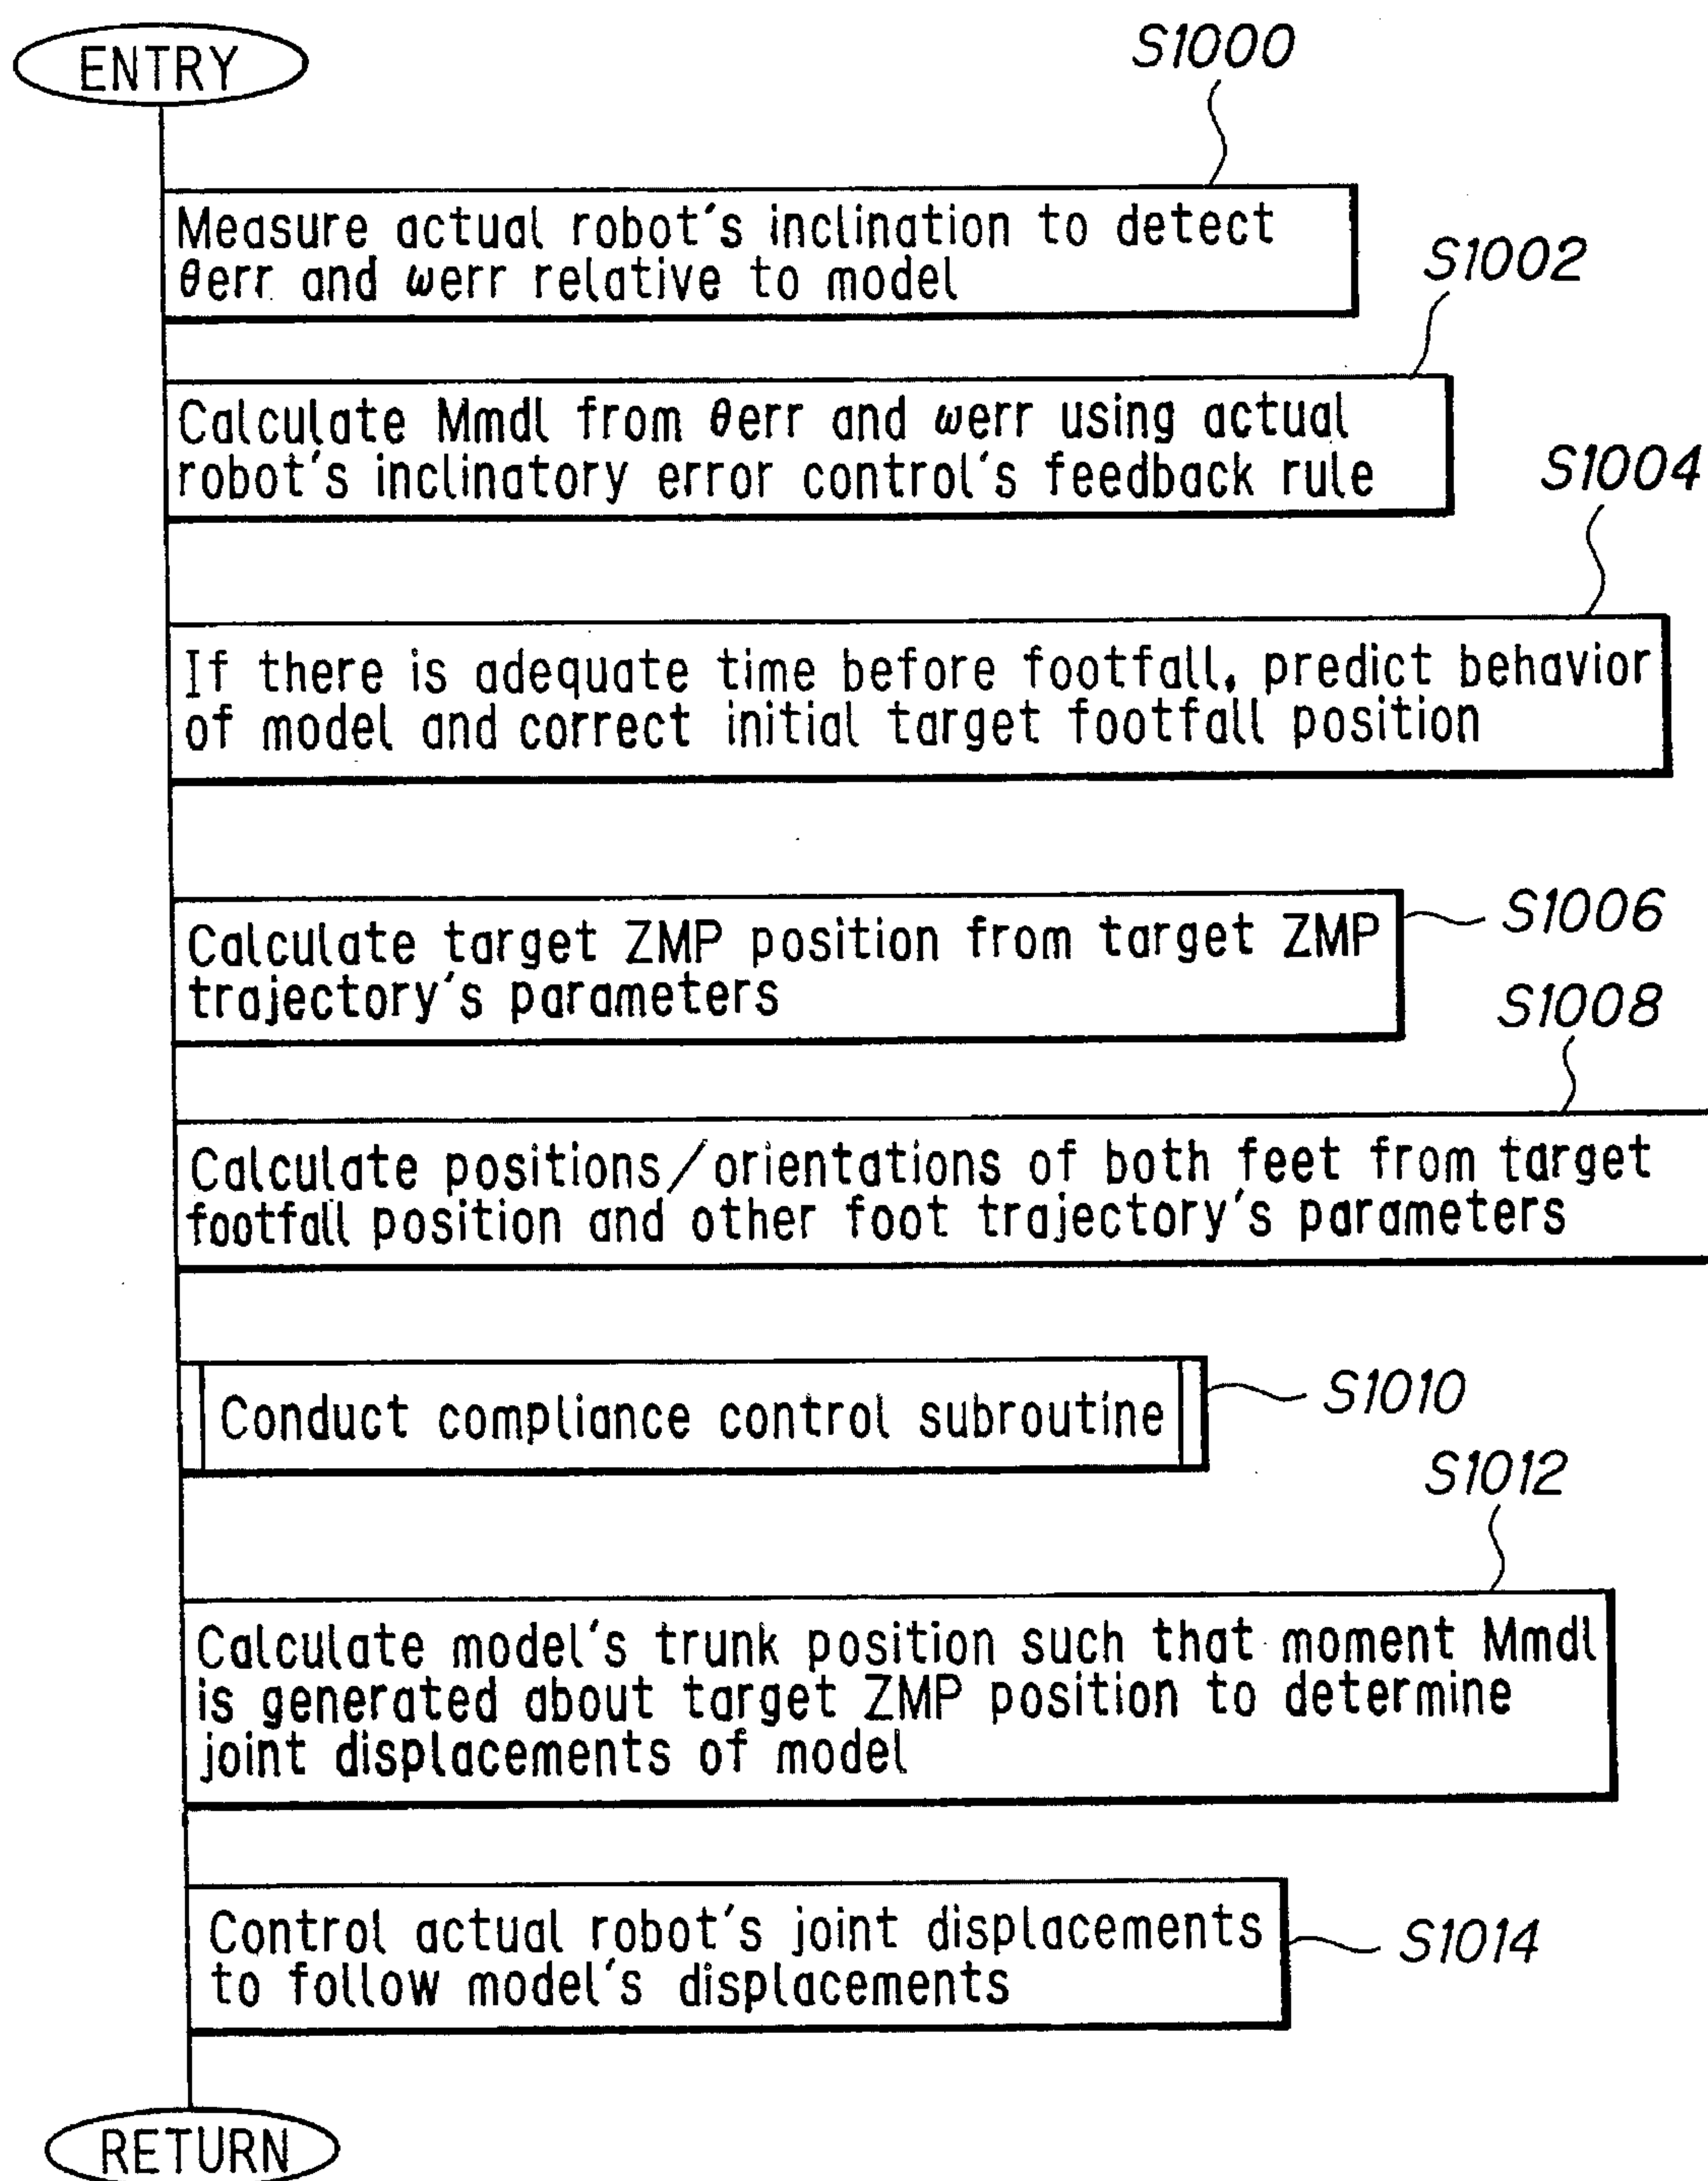 ENTRY
S1000
Measure actual robot's inclination to detect
θerr and ωerr relative to model
S1002
Calculate Mmdl from θerr and ωerr using actual
robot's inclinatory error control's feedback rule
S1004
If there is adequate time before footfall, predict behavior
of model and correct initial target footfall position
S1006
Calculate target ZMP position from target ZMP
trajectory's parameters
S1008
Calculate positions/orientations of both feet from target
footfall position and other foot trajectory's parameters
Conduct compliance control subroutine
S1010
S1012
Calculate model's trunk position such that moment Mmdl
is generated about target ZMP position to determine
joint displacements of model
Control actual robot's joint displacements
to follow model's displacements
S1014
RETURN